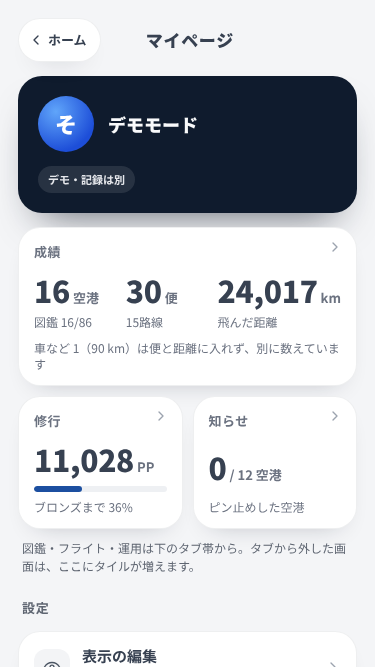 ホーム
マイページ
そ
デモモード
デモ・記録は別
成績
16 空港
30 便
24,017 km
図鑑 16/86
15路線
飛んだ距離
車など 1（90 km）は便と距離に入れず、別に数えていま
す
修行
11,028 PP
ブロンズまで 36%
知らせ
0 / 12 空港
ピン止めした空港
図鑑・フライト・運用は下のタブ帯から。タブから外した画
面は、ここにタイルが増えます。
設定
表示の編集